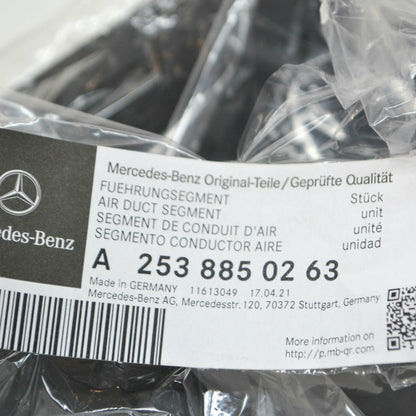 Mercedes-Benz Original-Teile/Geprüfte Qualität
FUEHRUNGSEGMENT Stück
AIR DUCT SEGMENT unit
SEGMENT DE CONDUIT D'AIR unité
SEGMENTO CONDUCTOR AIRE unidad
edes-Benz
A 253 885 02 63
Made in GERMANY 11613049 17.04.21
Mercedes-Benz AG, Mercedesstr.120, 70372 Stuttgart, Germany
More information on
http://p.mb-qr.com